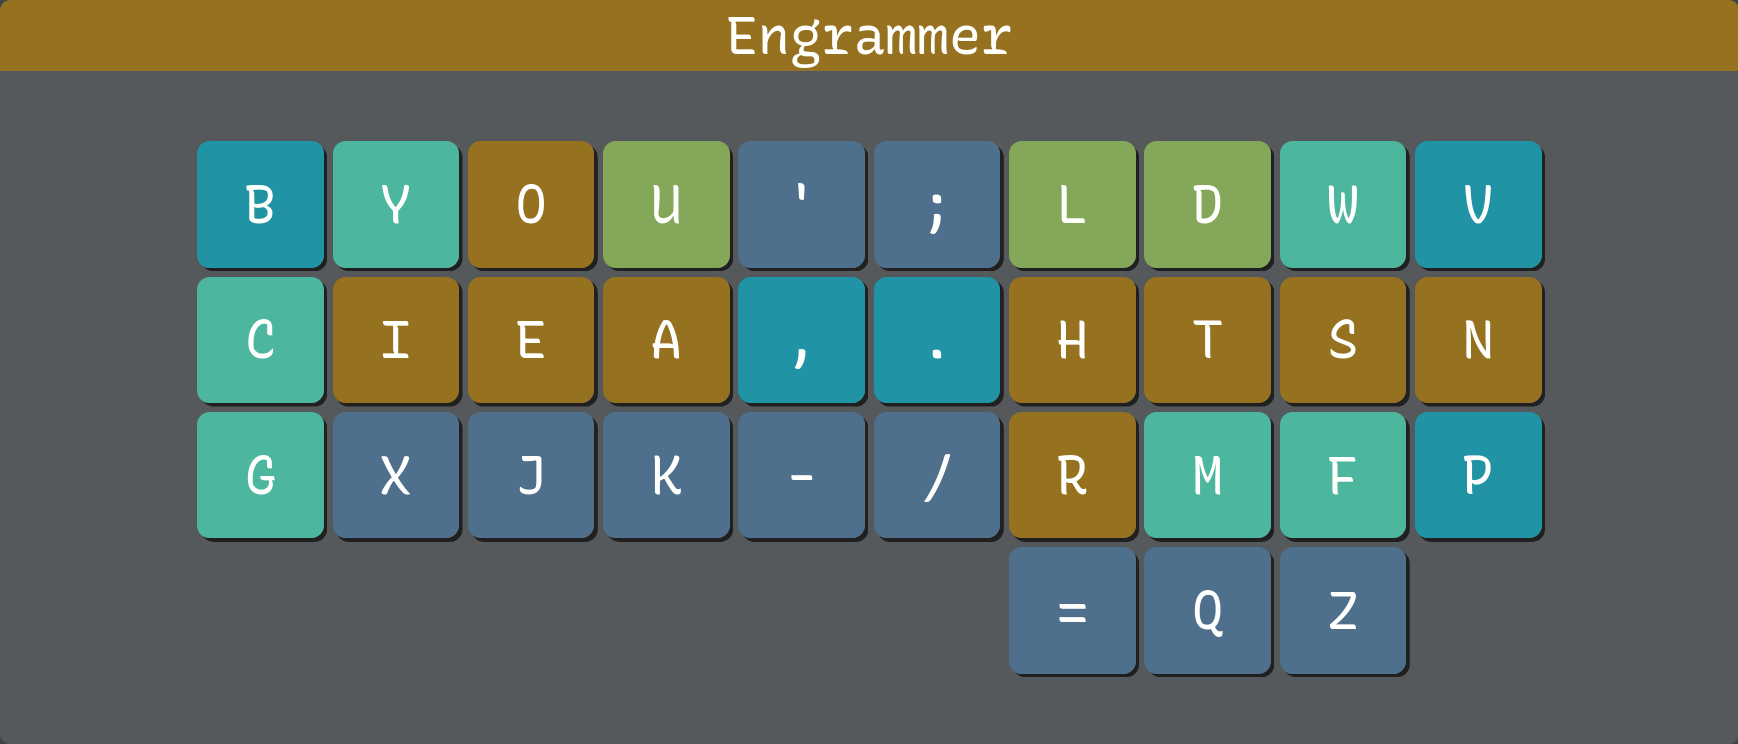 Engrammer
B Y O U ' ; L D W V
C I E A , . H T S N
G X J K - / R M F P
= Q Z